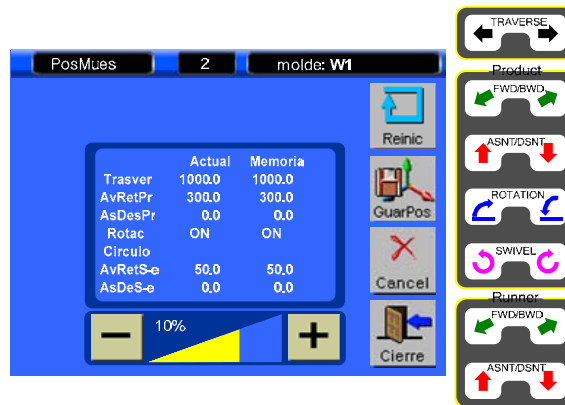 PosMues 2 molde: W1
Reinic
Actual Memoria
Trasver 1000.0 1000.0
AvRetPr 300.0 300.0
AsDesPr 0.0 0.0
Rotac ON ON
Circulo
AvRetS-e 50.0 50.0
AsDeS-e 0.0 0.0
GuarPos
Cancel
10%
Cierre
TRAVERSE
Product
FWD/BWD
ASNT/DSNT
ROTATION
SWIVEL
Runner
FWD/BWD
ASNT/DSNT